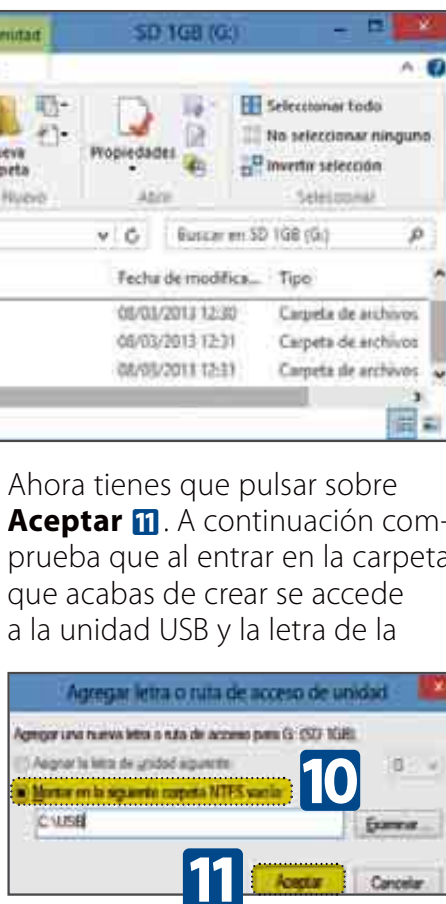 unidad SD 1GB (G:)
Seleccionar todo
No seleccionar ninguno
Invertir selección
Propiedades
Nuevo Abrir Seleccionar
Buscar en SD 1GB (G:)
Fecha de modifica... Tipo
08/03/2013 12:30 Carpeta de archivos
08/03/2013 12:31 Carpeta de archivos
12:31 Carpeta de archivos
Ahora tienes que pulsar sobre
Aceptar 11. A continuación com-
prueba que al entrar en la carpeta
que acabas de crear se accede
a la unidad USB y la letra de la
Agregar letra o ruta de acceso de unidad
Agregar una nueva letra o ruta de acceso para G: (SD 1GB).
Asignar la letra de unidad siguiente:
Montar en la siguiente carpeta NTFS vacía:
10
C:\USB Examinar...
11 Aceptar Cancelar